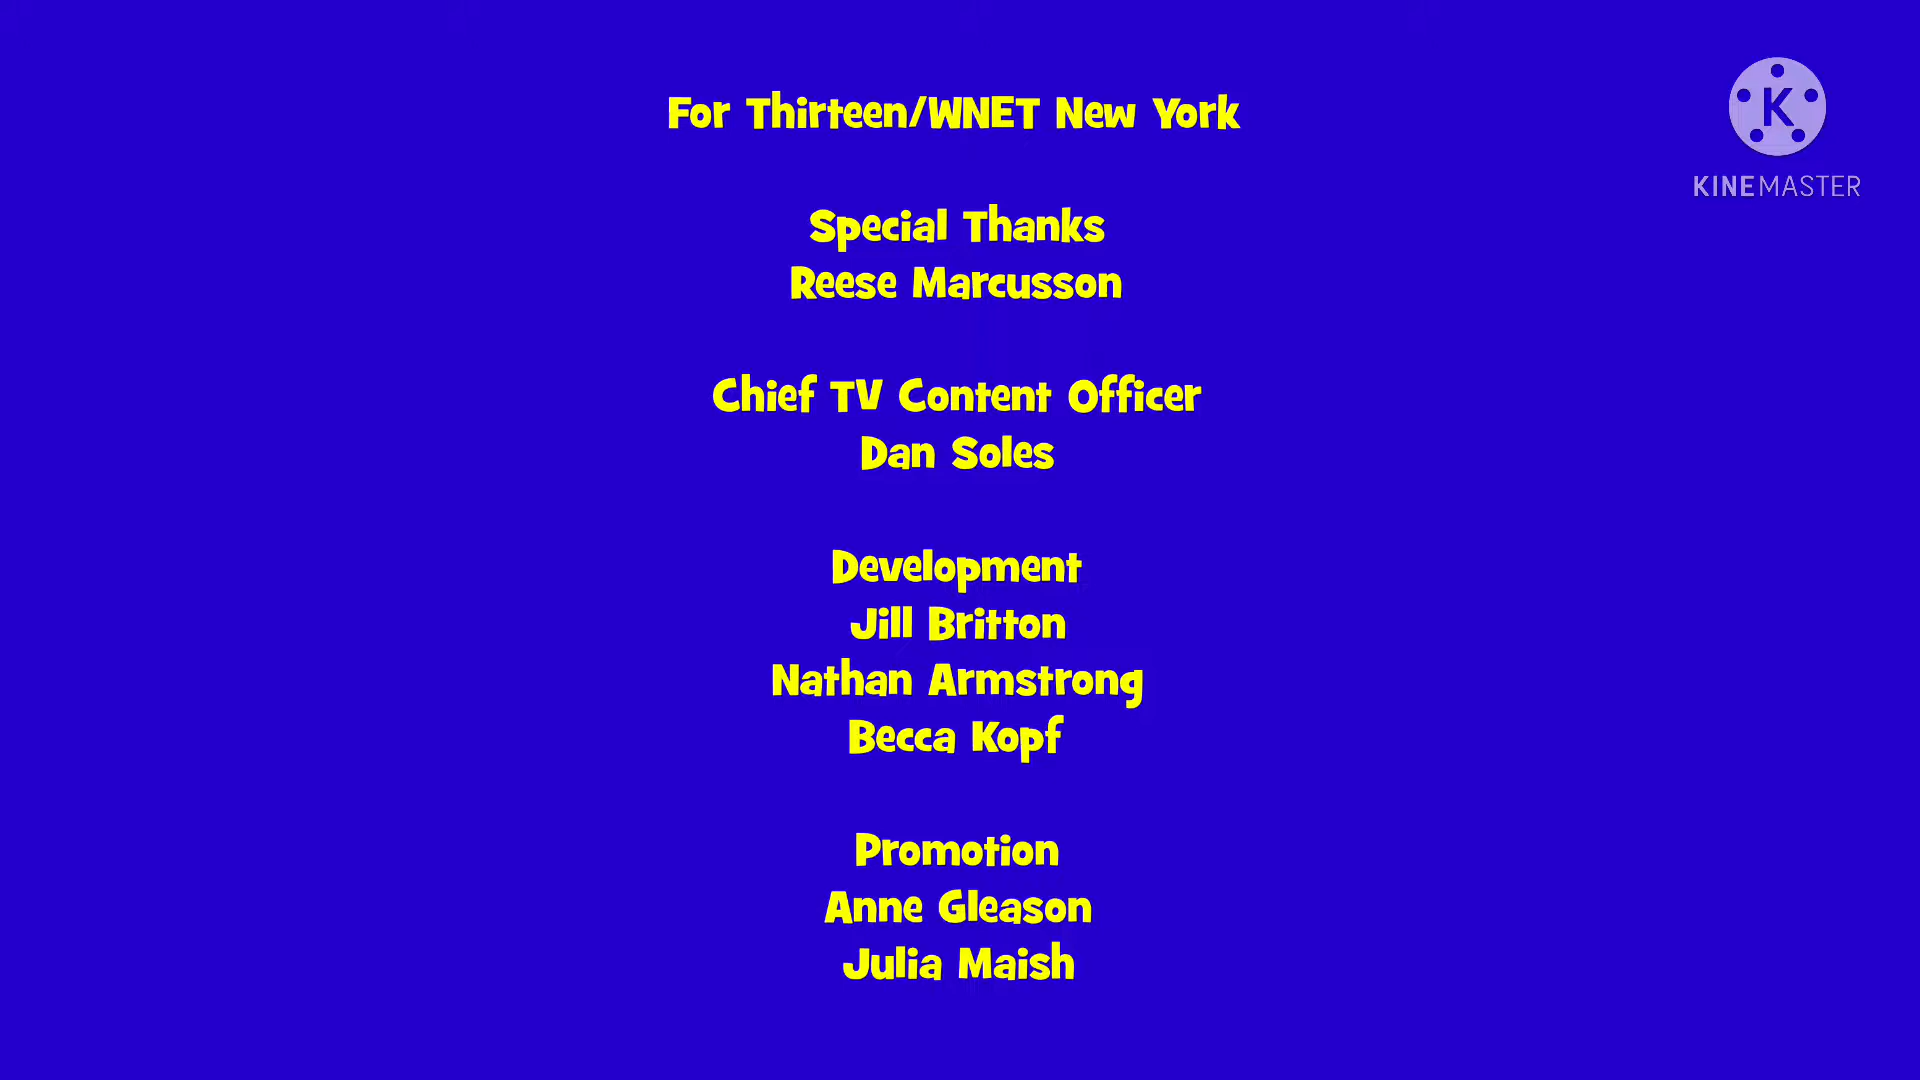 For Thirteen/WNET New York
K
KINEMASTER
Special Thanks
Reese Marcusson
Chief TV Content Officer
Dan Soles
Development
Jill Britton
Nathan Armstrong
Becca Kopf
Promotion
Anne Gleason
Julia Maish